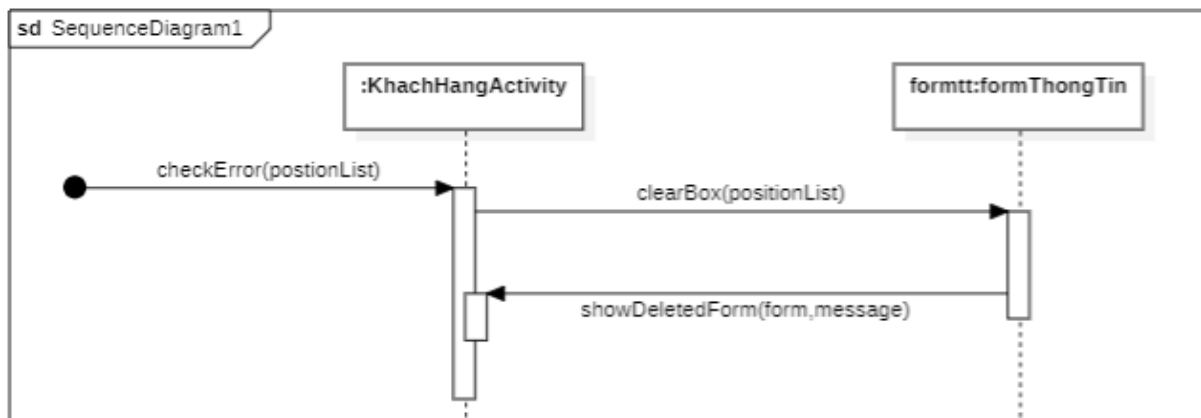 sd SequenceDiagram1
:KhachHangActivity
formtt:formThongTin
checkError(postionList)
clearBox(positionList)
showDeletedForm(form,message)